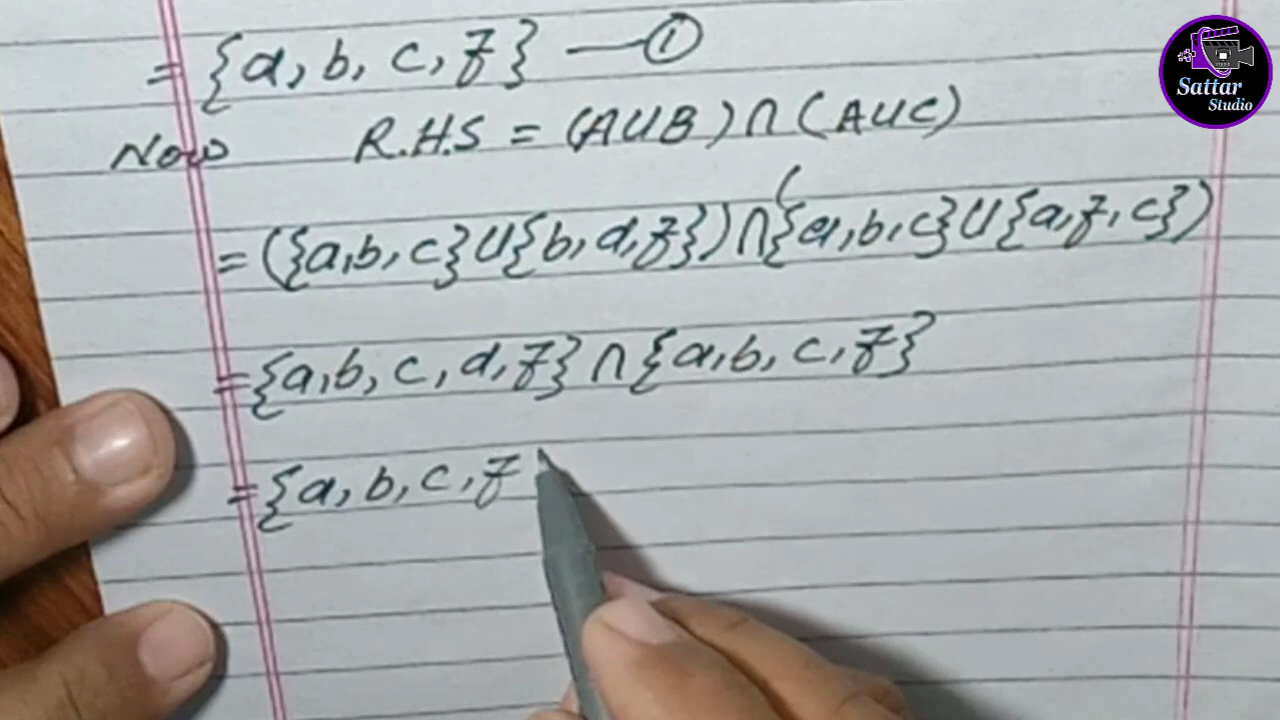 = {a, b, c, f} — ①
Now R.H.S = (AUB) ∩ (AUC)
= ({a, b, c} U {b, d, f}) ∩ ({a, b, c} U {a, f, c})
= {a, b, c, d, f} ∩ {a, b, c, f}
= {a, b, c, f
Sattar
Studio